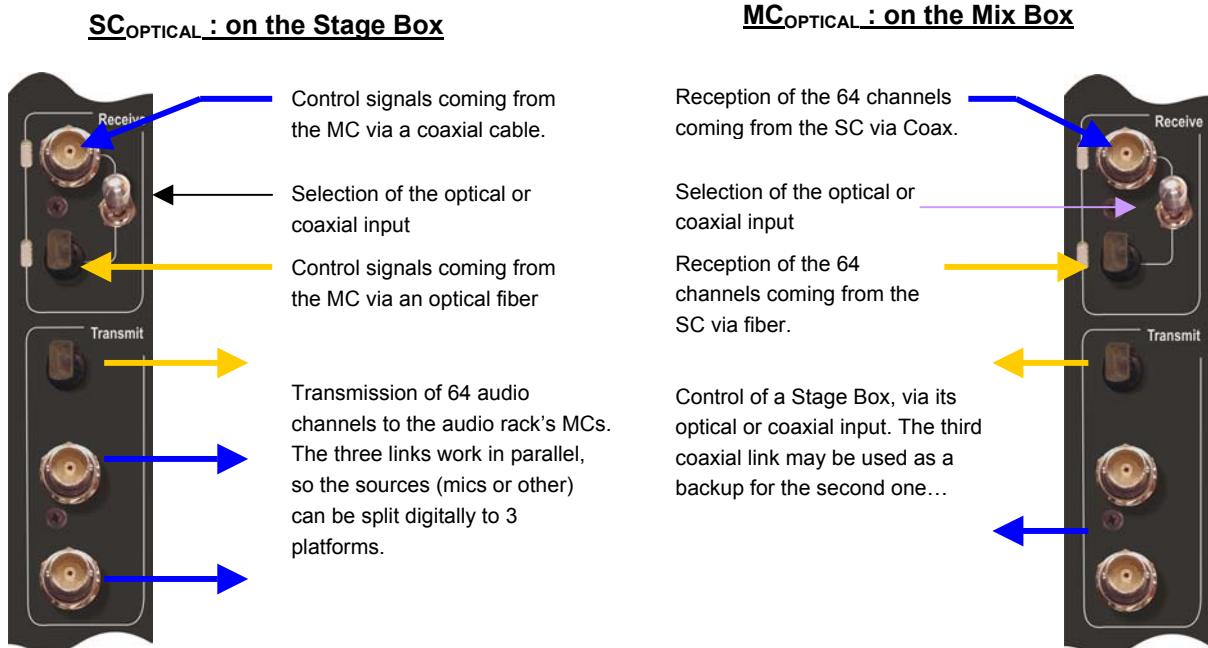 SCOPTICAL : on the Stage Box
Receive
Control signals coming from
the MC via a coaxial cable.
Selection of the optical or
coaxial input
Control signals coming from
the MC via an optical fiber
Transmit
Transmission of 64 audio
channels to the audio rack’s MCs.
The three links work in parallel,
so the sources (mics or other)
can be split digitally to 3
platforms.
MCOPTICAL : on the Mix Box
Reception of the 64 channels
coming from the SC via Coax.
Receive
Selection of the optical or
coaxial input
Reception of the 64
channels coming from the
SC via fiber.
Transmit
Control of a Stage Box, via its
optical or coaxial input. The third
coaxial link may be used as a
backup for the second one…